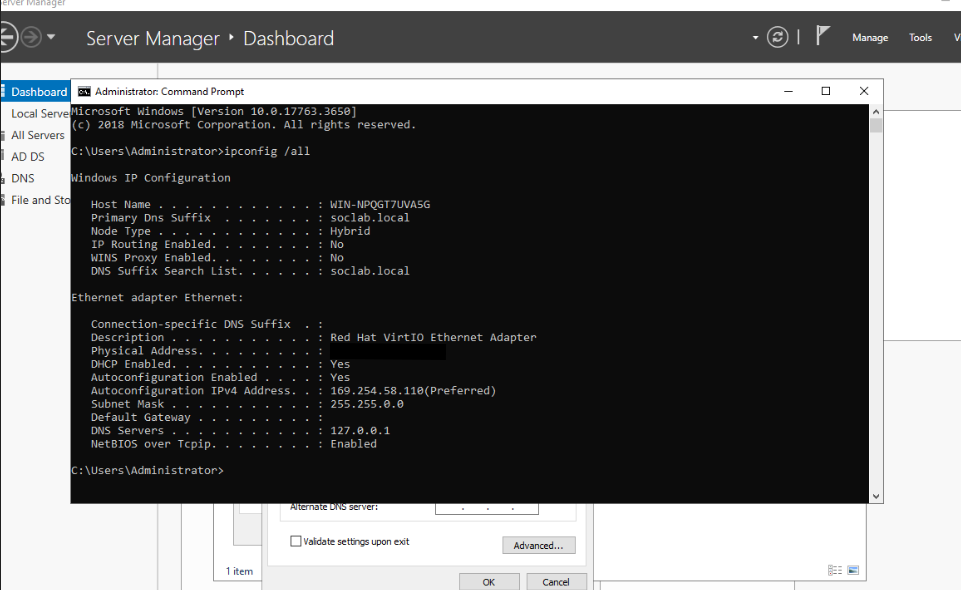 Server Manager
Server Manager ‣ Dashboard
Manage Tools
Dashboard
Local Serve
All Servers
AD DS
DNS
File and Sto
Administrator: Command Prompt
Microsoft Windows [Version 10.0.17763.3650]
(c) 2018 Microsoft Corporation. All rights reserved.
C:\Users\Administrator>ipconfig /all
Windows IP Configuration
Host Name . . . . . . . . . . . . : WIN-NPQGT7UVA5G
Primary Dns Suffix  . . . . . . . : soclab.local
Node Type . . . . . . . . . . . . : Hybrid
IP Routing Enabled. . . . . . . . : No
WINS Proxy Enabled. . . . . . . . : No
DNS Suffix Search List. . . . . . : soclab.local
Ethernet adapter Ethernet:
Connection-specific DNS Suffix  . :
Description . . . . . . . . . . . : Red Hat VirtIO Ethernet Adapter
Physical Address. . . . . . . . . :
DHCP Enabled. . . . . . . . . . . : Yes
Autoconfiguration Enabled . . . . : Yes
Autoconfiguration IPv4 Address. . : 169.254.58.110(Preferred)
Subnet Mask . . . . . . . . . . . : 255.255.0.0
Default Gateway . . . . . . . . . :
DNS Servers . . . . . . . . . . . : 127.0.0.1
NetBIOS over Tcpip. . . . . . . . : Enabled
C:\Users\Administrator>
Alternate DNS server: . . .
Validate settings upon exit
Advanced...
1 item
OK Cancel